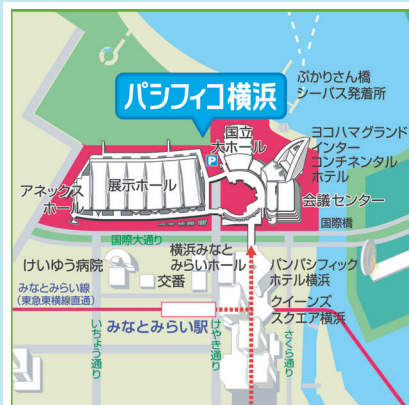 パシフィコ横浜
ぷかりさん橋
シーバス発着所
国立
大ホール
ヨコハマグランド
インター
コンチネンタル
ホテル
P
展示ホール
アネックス
ホール
会議センター
国際橋
国際大通り
横浜みなと
みらいホール
けいゆう病院
交番
パンパシフィック
ホテル横浜
みなとみらい線
(東急東横線直通)
クイーンズ
スクエア横浜
みなとみらい駅
いちょう通り
けやき通り
さくら通り